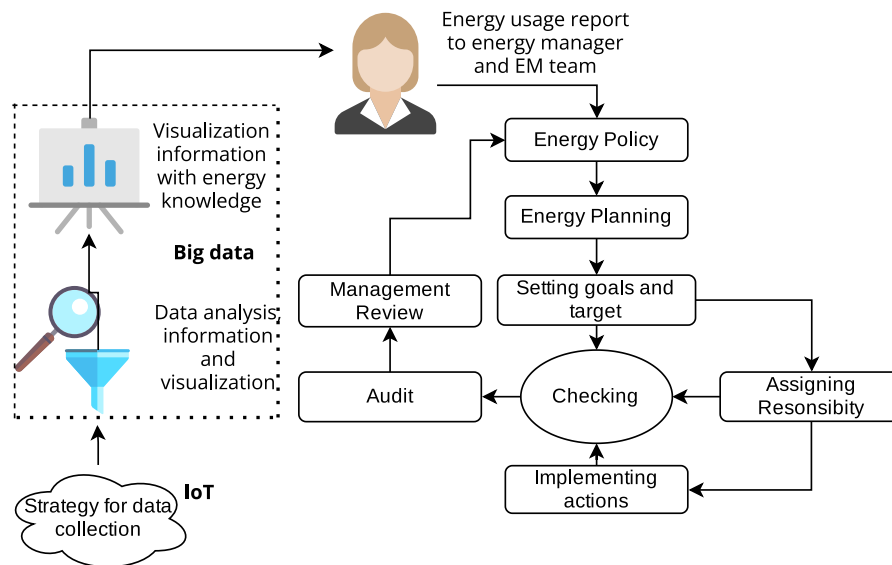 Energy usage report
to energy manager
and EM team
Visualization
information
with energy
knowledge
Big data
Data analysis,
information
and
visualization
IoT
Strategy for data
collection
Energy Policy
Energy Planning
Setting goals and
target
Management
Review
Checking
Audit
Assigning
Resonsibity
Implementing
actions